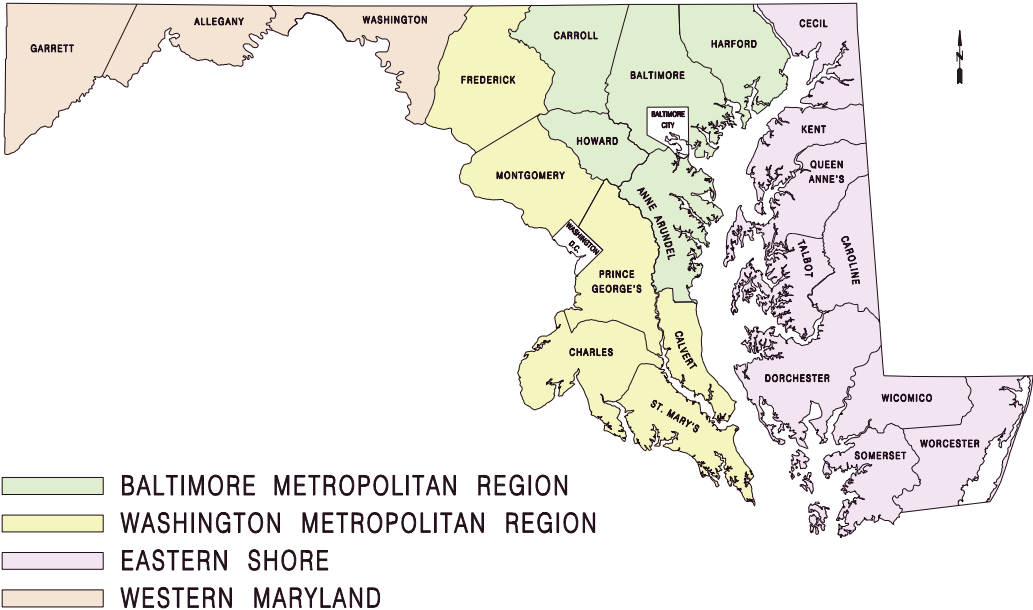 GARRETT
ALLEGANY
WASHINGTON
FREDERICK
CARROLL
BALTIMORE
HARFORD
CECIL
N
BALTIMORE
CITY
KENT
HOWARD
MONTGOMERY
QUEEN
ANNE'S
ANNE ARUNDEL
WASHINGTON
D.C.
PRINCE
GEORGE'S
TALBOT
CAROLINE
CHARLES
CALVERT
DORCHESTER
ST. MARY'S
WICOMICO
SOMERSET
WORCESTER
BALTIMORE METROPOLITAN REGION
WASHINGTON METROPOLITAN REGION
EASTERN SHORE
WESTERN MARYLAND